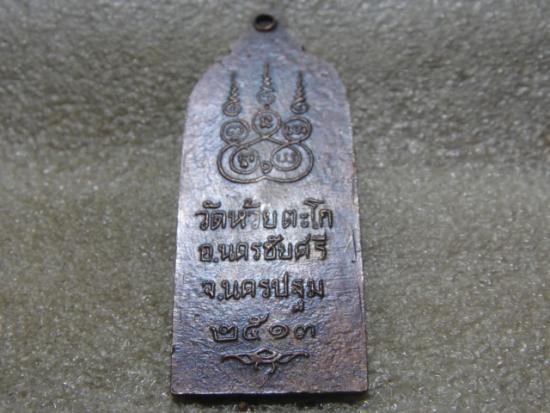 วัดห้วยตะโก
อ.นครชัยศรี
จ.นครปฐม
๒๕๑๓